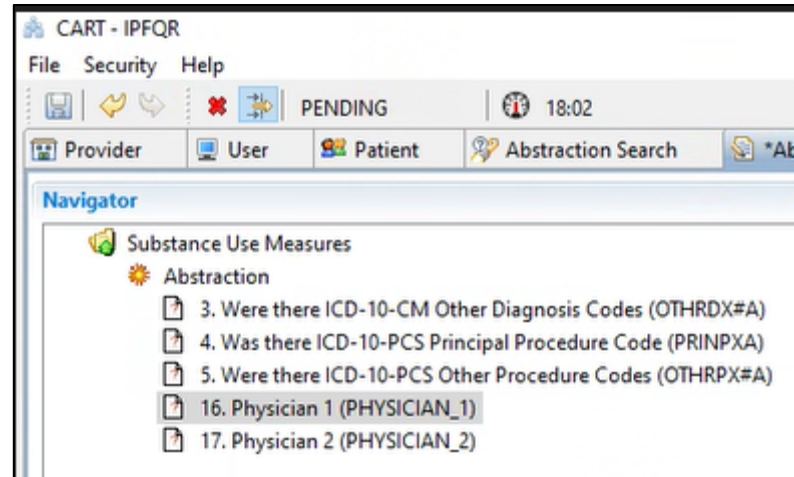 CART - IPFQR
File Security Help
PENDING 18:02
Provider User Patient Abstraction Search *Ab
Navigator
Substance Use Measures
Abstraction
3. Were there ICD-10-CM Other Diagnosis Codes (OTHRDX#A)
4. Was there ICD-10-PCS Principal Procedure Code (PRINPXA)
5. Were there ICD-10-PCS Other Procedure Codes (OTHRPX#A)
16. Physician 1 (PHYSICIAN_1)
17. Physician 2 (PHYSICIAN_2)